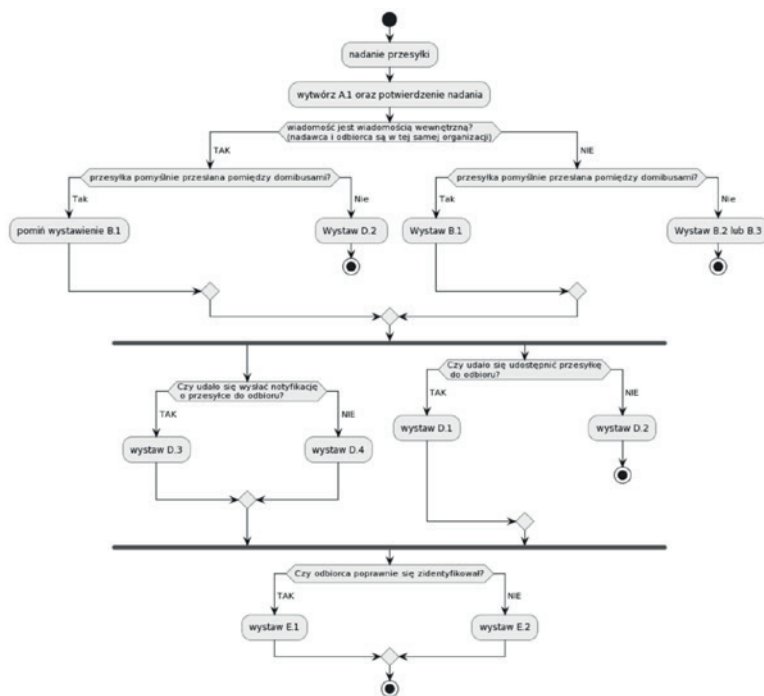 nadanie przesyłki
wytwórz A.1 oraz potwierdzenie nadania
wiadomość jest wiadomością wewnętrzną?
(nadawca i odbiorca są w tej samej organizacji)
TAK
NIE
przesyłka pomyślnie przesłana pomiędzy domibusami?
przesyłka pomyślnie przesłana pomiędzy domibusami?
Tak
Nie
Tak
Nie
pomiń wystawienie B.1
Wystaw D.2
Wystaw B.1
Wystaw B.2 lub B.3
Czy udało się wysłać notyfikację
o przesyłce do odbioru?
Czy udało się udostępnić przesyłkę
do odbioru?
TAK
NIE
TAK
NIE
wystaw D.3
wystaw D.4
wystaw D.1
wystaw D.2
Czy odbiorca poprawnie się zidentyfikował?
TAK
NIE
wystaw E.1
wystaw E.2